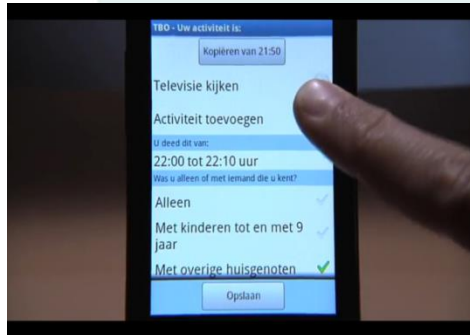 TBO - Uw activiteit is:
Kopiëren van 21:50
Televisie kijken
Activiteit toevoegen
U deed dit van:
22:00 tot 22:10 uur
Was u alleen of met iemand die u kent?
Alleen
Met kinderen tot en met 9
jaar
Met overige huisgenoten
Opslaan